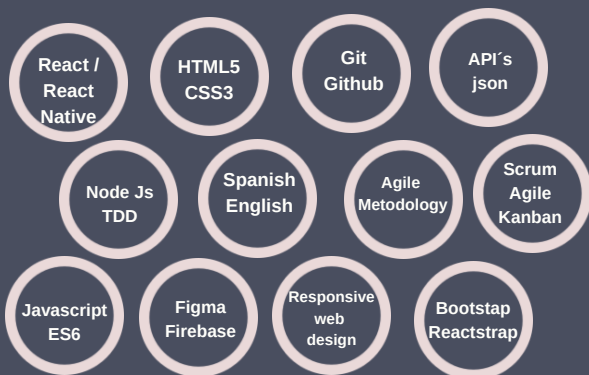 React /
React
Native
HTML5
CSS3
Git
Github
API´s
json
Node Js
TDD
Spanish
English
Agile
Metodology
Scrum
Agile
Kanban
Javascript
ES6
Figma
Firebase
Responsive
web
design
Bootstap
Reactstrap